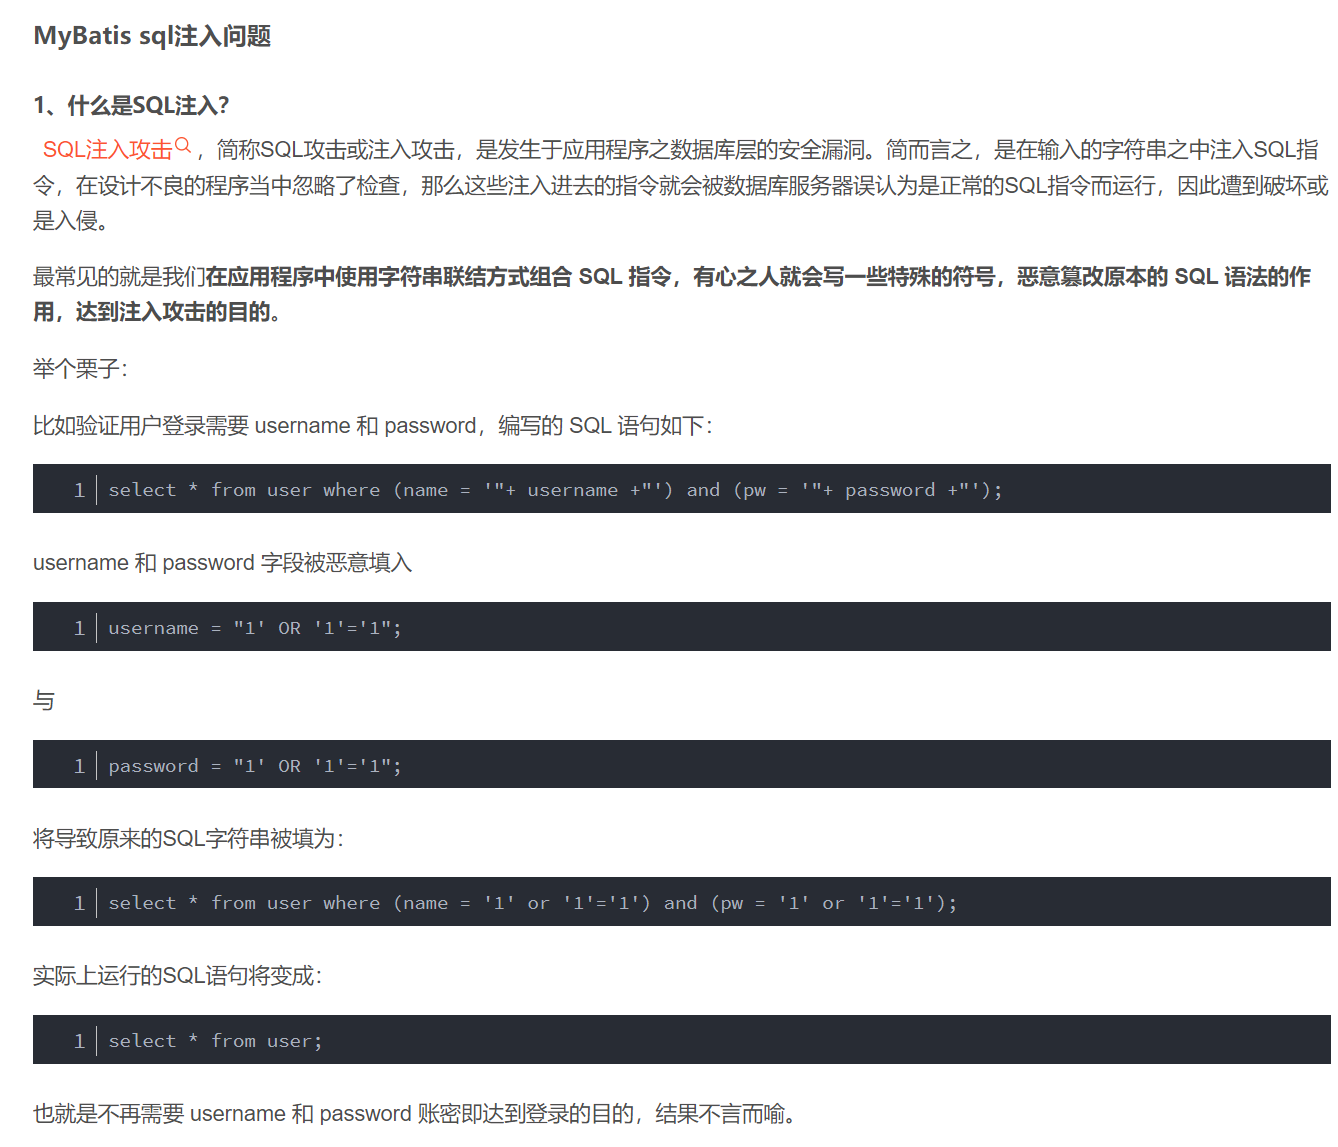 MyBatis sql注入问题
1、什么是SQL注入?
SQL注入攻击，简称SQL攻击或注入攻击，是发生于应用程序之数据库层的安全漏洞。简而言之，是在输入的字符串之中注入SQL指
令，在设计不良的程序当中忽略了检查，那么这些注入进去的指令就会被数据库服务器误认为是正常的SQL指令而运行，因此遭到破坏或
是入侵。
最常见的就是我们在应用程序中使用字符串联结方式组合 SQL 指令，有心之人就会写一些特殊的符号，恶意篡改原本的 SQL 语法的作
用，达到注入攻击的目的。
举个栗子：
比如验证用户登录需要 username 和 password，编写的 SQL 语句如下：
1 select * from user where (name = '"+ username +"') and (pw = '"+ password +"');
username 和 password 字段被恶意填入
1 username = "1' OR '1'='1";
与
1 password = "1' OR '1'='1";
将导致原来的SQL字符串被填为：
1 select * from user where (name = '1' or '1'='1') and (pw = '1' or '1'='1');
实际上运行的SQL语句将变成：
1 select * from user;
也就是不再需要 username 和 password 账密即达到登录的目的，结果不言而喻。